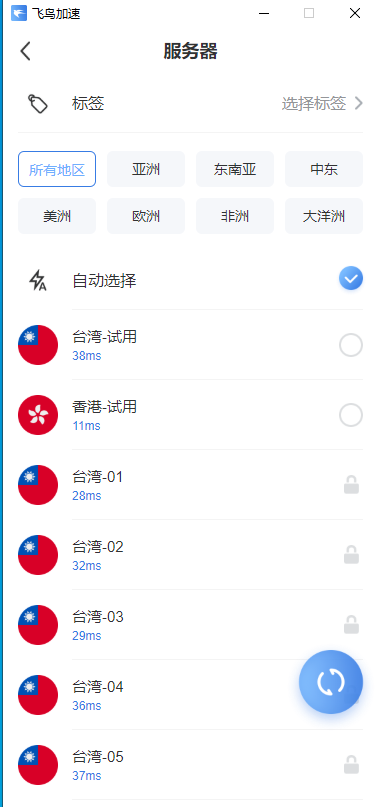 飞鸟加速
服务器
标签 选择标签
所有地区 亚洲 东南亚 中东
美洲 欧洲 非洲 大洋洲
A 自动选择
台湾-试用
38ms
香港-试用
11ms
台湾-01
28ms
台湾-02
32ms
台湾-03
29ms
台湾-04
36ms
台湾-05
37ms